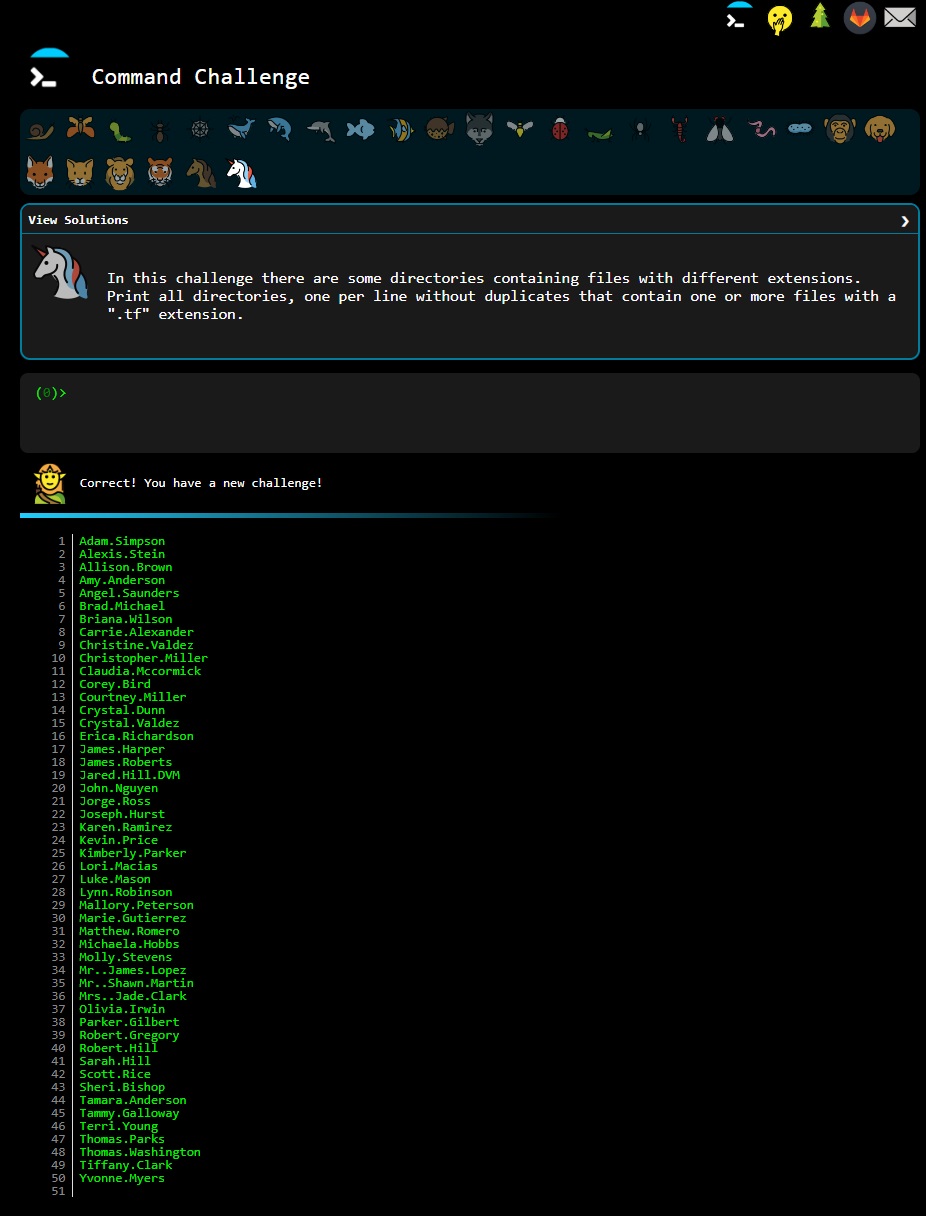 Command Challenge
View Solutions
In this challenge there are some directories containing files with different extensions.
Print all directories, one per line without duplicates that contain one or more files with a
".tf" extension.
(0)>
Correct! You have a new challenge!
1 Adam.Simpson
2 Alexis.Stein
3 Allison.Brown
4 Amy.Anderson
5 Angel.Saunders
6 Brad.Michael
7 Briana.Wilson
8 Carrie.Alexander
9 Christine.Valdez
10 Christopher.Miller
11 Claudia.Mccormick
12 Corey.Bird
13 Courtney.Miller
14 Crystal.Dunn
15 Crystal.Valdez
16 Erica.Richardson
17 James.Harper
18 James.Roberts
19 Jared.Hill.DVM
20 John.Nguyen
21 Jorge.Ross
22 Joseph.Hurst
23 Karen.Ramirez
24 Kevin.Price
25 Kimberly.Parker
26 Lori.Macias
27 Luke.Mason
28 Lynn.Robinson
29 Mallory.Peterson
30 Marie.Gutierrez
31 Matthew.Romero
32 Michaela.Hobbs
33 Molly.Stevens
34 Mr..James.Lopez
35 Mr..Shawn.Martin
36 Mrs..Jade.Clark
37 Olivia.Irwin
38 Parker.Gilbert
39 Robert.Gregory
40 Robert.Hill
41 Sarah.Hill
42 Scott.Rice
43 Sheri.Bishop
44 Tamara.Anderson
45 Tammy.Galloway
46 Terri.Young
47 Thomas.Parks
48 Thomas.Washington
49 Tiffany.Clark
50 Yvonne.Myers
51